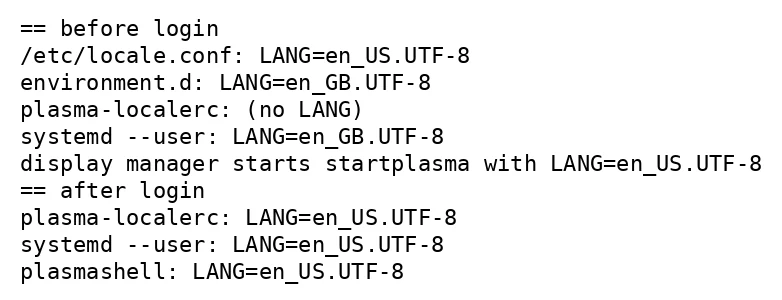 == before login
/etc/locale.conf: LANG=en_US.UTF-8
environment.d: LANG=en_GB.UTF-8
plasma-localerc: (no LANG)
systemd --user: LANG=en_GB.UTF-8
display manager starts startplasma with LANG=en_US.UTF-8
== after login
plasma-localerc: LANG=en_US.UTF-8
systemd --user: LANG=en_US.UTF-8
plasmashell: LANG=en_US.UTF-8